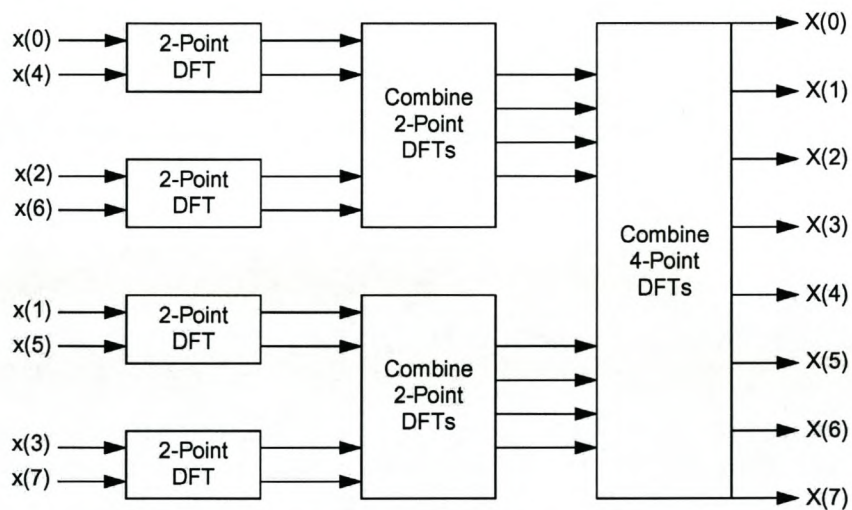 x(0)
x(4)
2-Point
DFT
x(2)
x(6)
2-Point
DFT
Combine
2-Point
DFTs
x(1)
x(5)
2-Point
DFT
x(3)
x(7)
2-Point
DFT
Combine
2-Point
DFTs
Combine
4-Point
DFTs
X(0)
X(1)
X(2)
X(3)
X(4)
X(5)
X(6)
X(7)